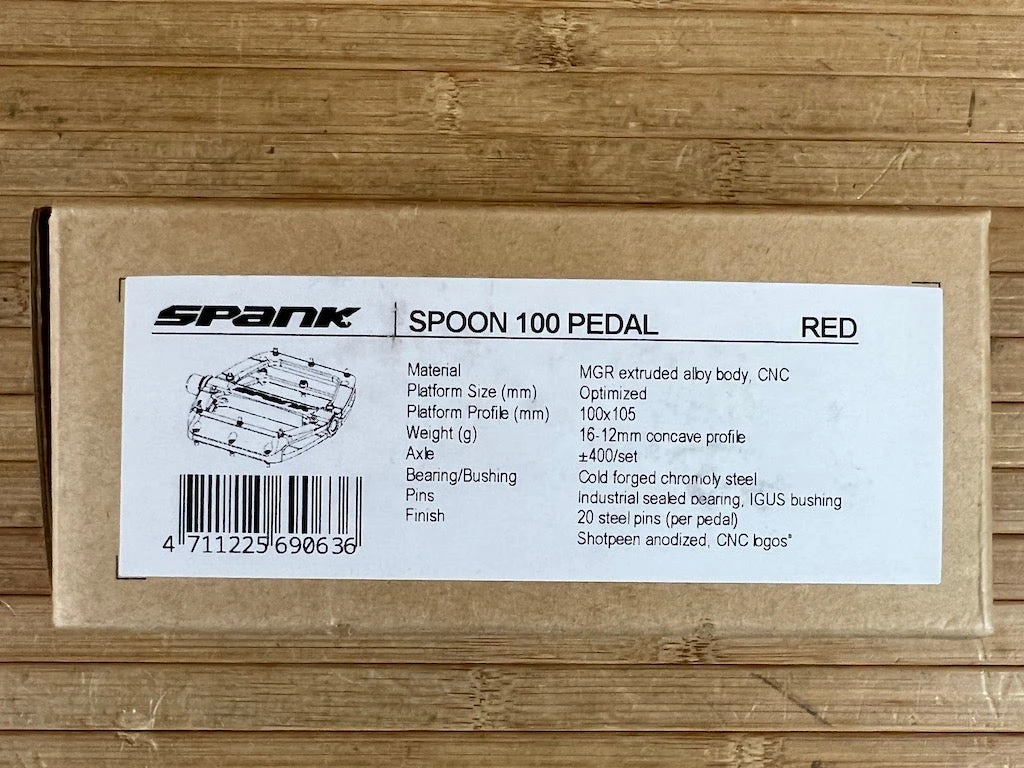 SPANK SPOON 100 PEDAL RED
Material MGR extruded alloy body, CNC
Platform Size (mm) Optimized
Platform Profile (mm) 100x105
Weight (g) 16-12mm concave profile
Axle ±400/set
Bearing/Bushing Cold forged chromoly steel
Pins Industrial sealed bearing, IGUS bushing
Finish 20 steel pins (per pedal)
Shotpeen anodized, CNC logos*
4 711225 690636